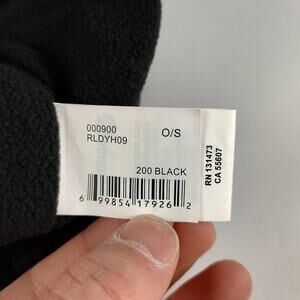 000900 O/S
RLDYH09
200 BLACK
6 99854 17926 2
RN 131473
CA 55607